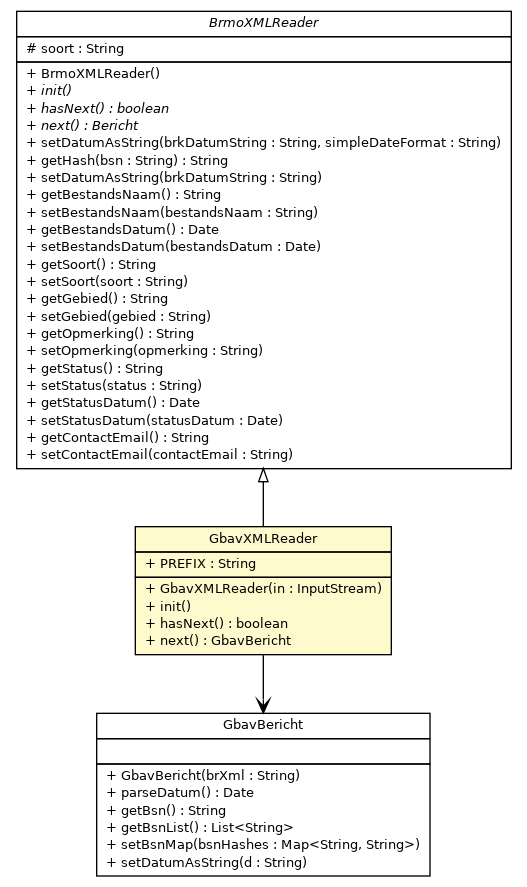 BrmoXMLReader
# soort : String
+ BrmoXMLReader()
+ init()
+ hasNext() : boolean
+ next() : Bericht
+ setDatumAsString(brkDatumString : String, simpleDateFormat : String)
+ getHash(bsn : String) : String
+ setDatumAsString(brkDatumString : String)
+ getBestandsNaam() : String
+ setBestandsNaam(bestandsNaam : String)
+ getBestandsDatum() : Date
+ setBestandsDatum(bestandsDatum : Date)
+ getSoort() : String
+ setSoort(soort : String)
+ getGebied() : String
+ setGebied(gebied : String)
+ getOpmerking() : String
+ setOpmerking(opmerking : String)
+ getStatus() : String
+ setStatus(status : String)
+ getStatusDatum() : Date
+ setStatusDatum(statusDatum : Date)
+ getContactEmail() : String
+ setContactEmail(contactEmail : String)
GbavXMLReader
+ PREFIX : String
+ GbavXMLReader(in : InputStream)
+ init()
+ hasNext() : boolean
+ next() : GbavBericht
GbavBericht
+ GbavBericht(brXml : String)
+ parseDatum() : Date
+ getBsn() : String
+ getBsnList() : List<String>
+ setBsnMap(bsnHashes : Map<String, String>)
+ setDatumAsString(d : String)